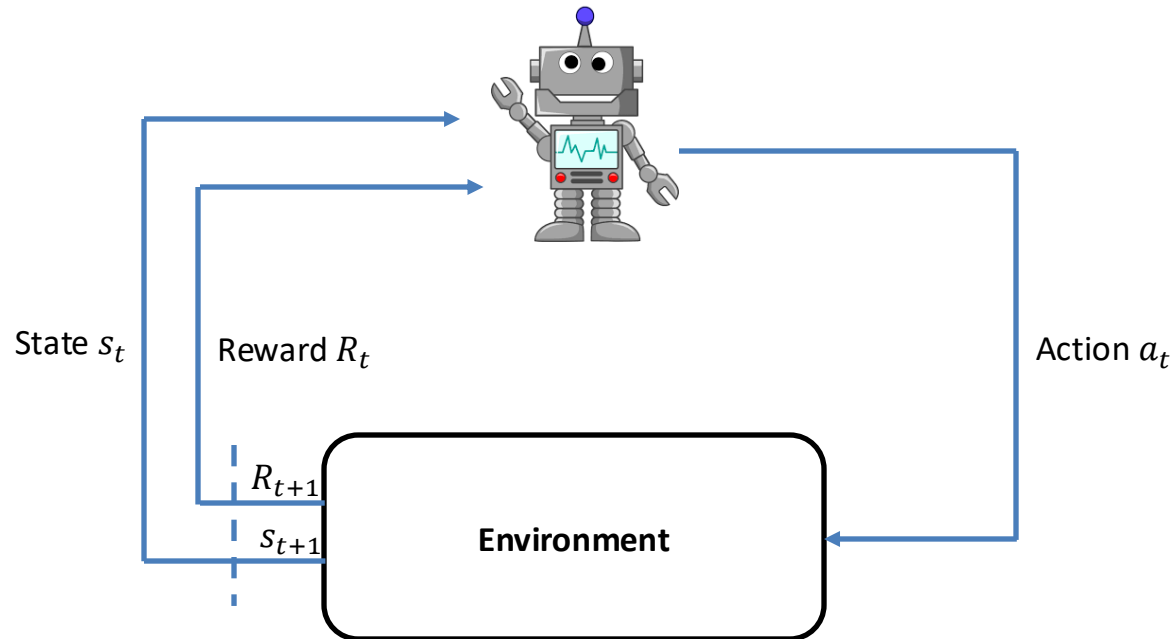 State s_t
Reward R_t
Action a_t
R_{t+1}
s_{t+1}
Environment